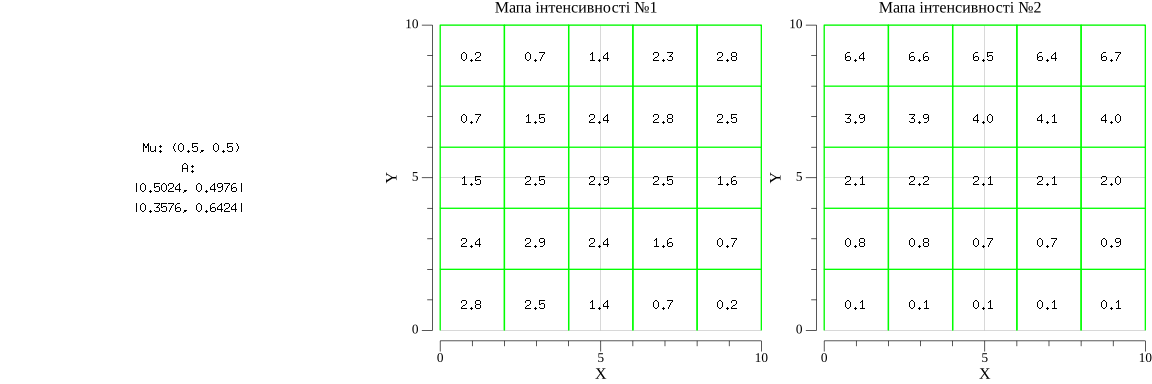 Mu: (0.5, 0.5)
A:
|0.5024, 0.4976|
|0.3576, 0.6424|
Мапа інтенсивності №1
10
0.2 0.7 1.4 2.3 2.8
0.7 1.5 2.4 2.8 2.5
Y 5 1.5 2.5 2.9 2.5 1.6
2.4 2.9 2.4 1.6 0.7
2.8 2.5 1.4 0.7 0.2
0
0 5 10
X
Мапа інтенсивності №2
10
6.4 6.6 6.5 6.4 6.7
3.9 3.9 4.0 4.1 4.0
Y 5 2.1 2.2 2.1 2.1 2.0
0.8 0.8 0.7 0.7 0.9
0.1 0.1 0.1 0.1 0.1
0
0 5 10
X